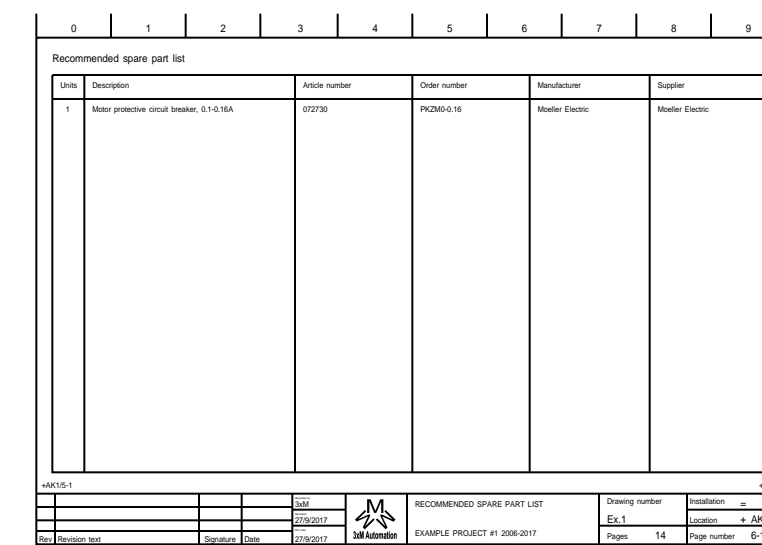 0 1 2 3 4 5 6 7 8 9
Recommended spare part list
Units Description Article number Order number Manufacturer Supplier
1 Motor protective circuit breaker, 0.1-0.16A 072730 PKZM0-0.16 Moeller Electric Moeller Electric
+AK1/5-1 +
3xM
27/9/2017
27/9/2017
M
3xM Automation
RECOMMENDED SPARE PART LIST
EXAMPLE PROJECT #1 2006-2017
Drawing number
Ex.1
Pages 14
Installation =
Location + AK
Page number 6-1
Rev Revision text Signature Date